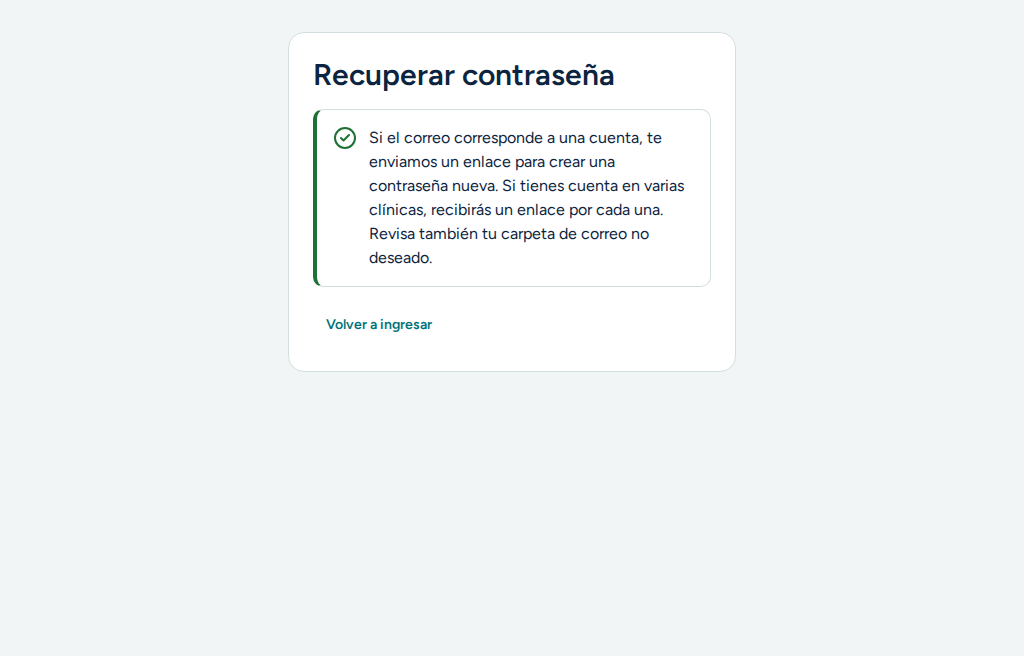 Recuperar contraseña
Si el correo corresponde a una cuenta, te
enviamos un enlace para crear una
contraseña nueva. Si tienes cuenta en varias
clínicas, recibirás un enlace por cada una.
Revisa también tu carpeta de correo no
deseado.
Volver a ingresar